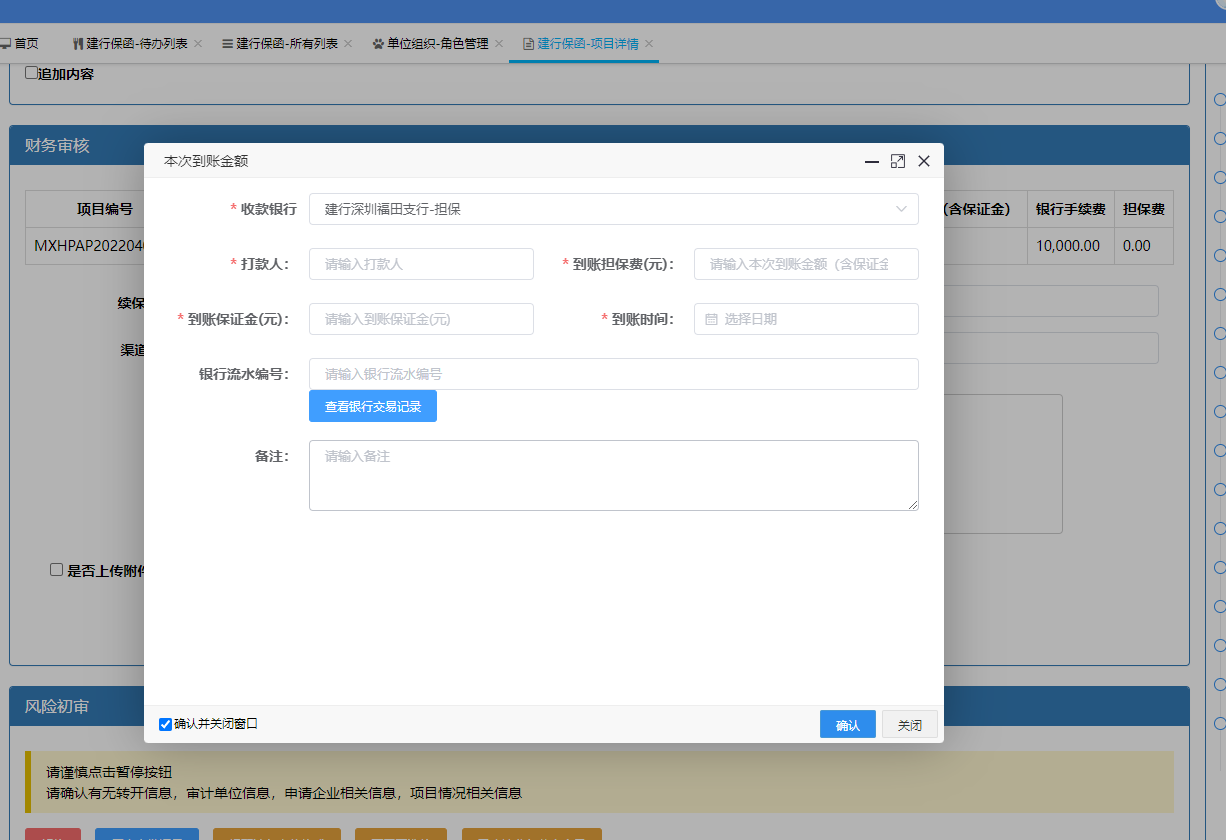 首页
建行保函-待办列表
建行保函-所有列表
单位组织-角色管理
建行保函-项目详情
追加内容
财务审核
本次到账金额
项目编号
(含保证金)
银行手续费
担保费
10,000.00
0.00
* 收款银行
建行深圳福田支行-担保
* 打款人：
请输入打款人
* 到账担保费(元)：
请输入本次到账金额（含保证金
* 到账保证金(元)：
请输入到账保证金(元)
* 到账时间：
选择日期
银行流水编号：
请输入银行流水编号
查看银行交易记录
备注：
请输入备注
续保
渠道
是否上传附件
确认并关闭窗口
确认
关闭
风险初审
请谨慎点击暂停按钮
请确认有无转开信息，审计单位信息，申请企业相关信息，项目情况相关信息